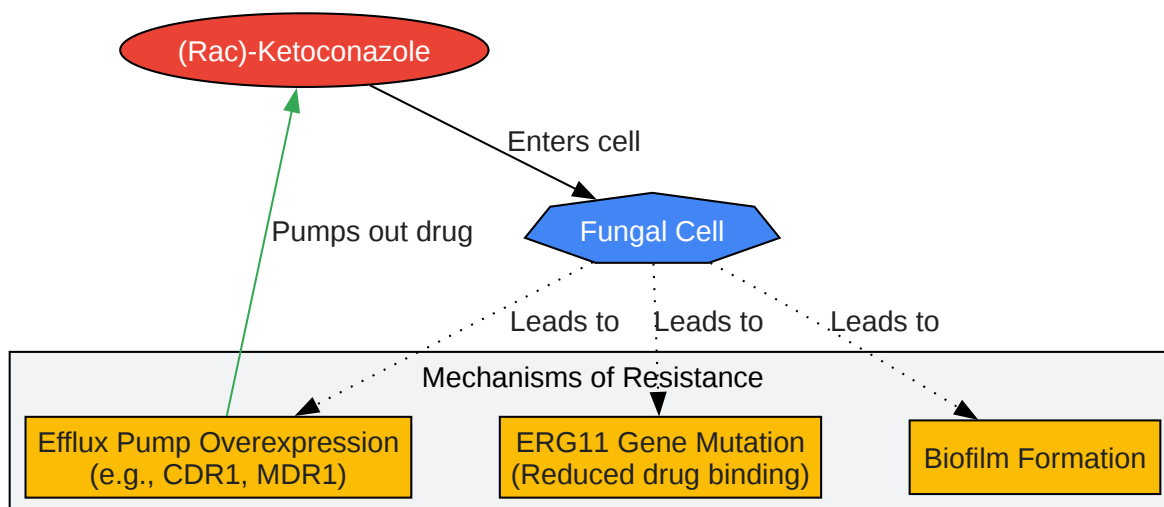 (Rac)-Ketoconazole
Enters cell
Pumps out drug
Fungal Cell
Leads to
Leads to
Leads to
Mechanisms of Resistance
Efflux Pump Overexpression
(e.g., CDR1, MDR1)
ERG11 Gene Mutation
(Reduced drug binding)
Biofilm Formation